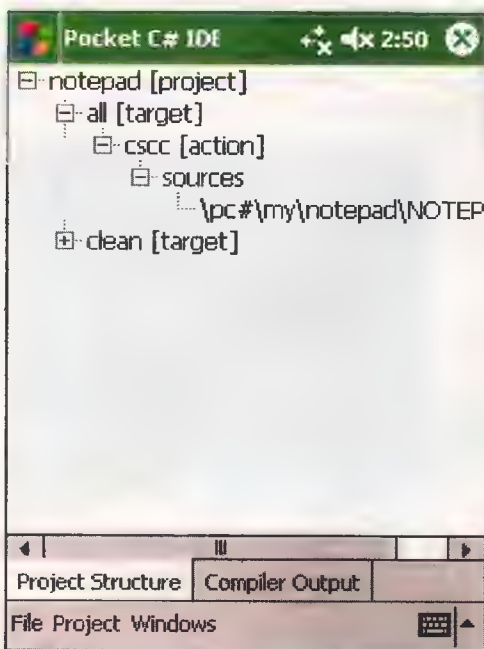 Pocket C# IDE 2:50
notepad [project]
all [target]
cscc [action]
sources
\pc#\my\notepad\NOTEP
clean [target]
Project Structure Compiler Output
File Project Windows